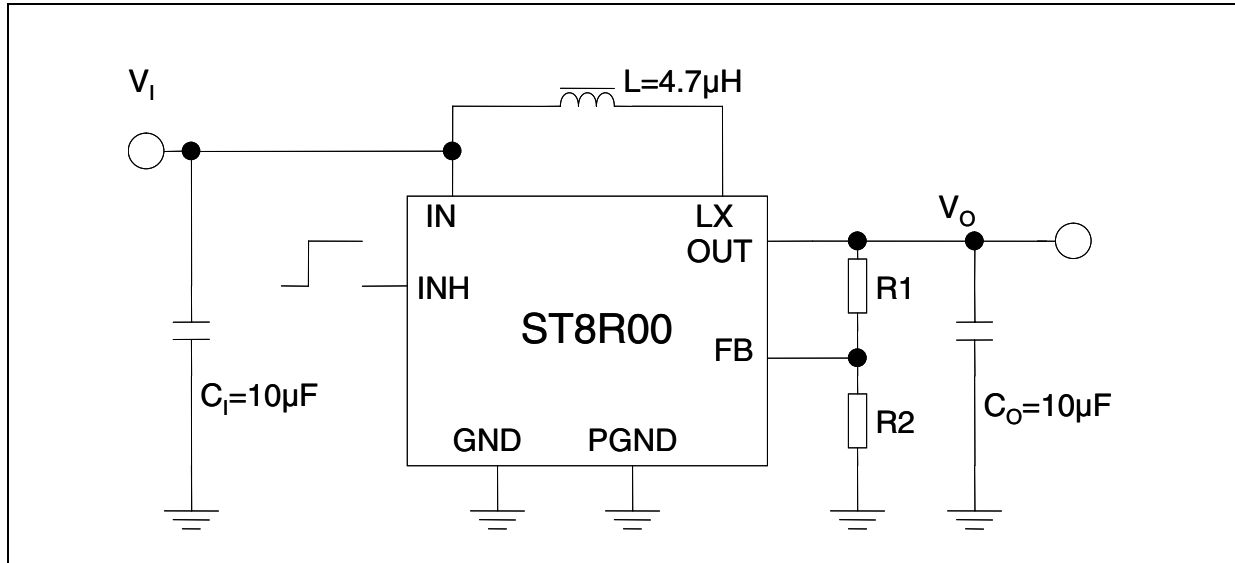 V_I
L=4.7µH
IN
LX
V_O
OUT
INH
R1
ST8R00
FB
C_I=10µF
R2
C_O=10µF
GND
PGND